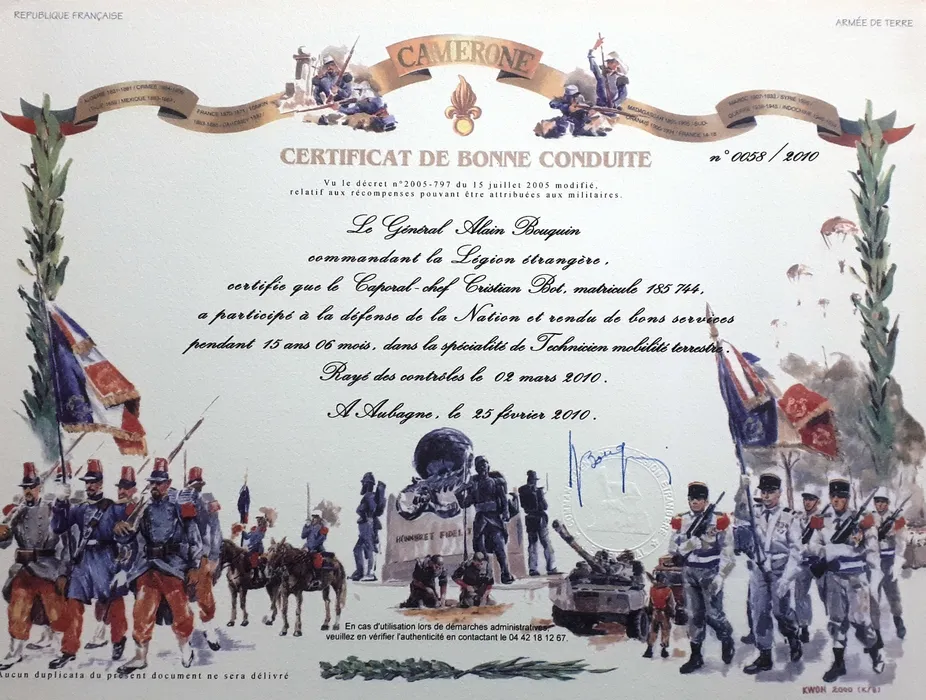 REPUBLIQUE FRANÇAISE
ARMÉE DE TERRE
CAMERONE
CERTIFICAT DE BONNE CONDUITE
n° 0058 / 2010
Vu le décret n°2005-797 du 15 juillet 2005 modifié,
relatif aux récompenses pouvant être attribuées aux militaires.
Le Général Alain Bouquin
commandant la Légion étrangère,
certifie que le Caporal-chef Cristian Bot, matricule 185 744,
a participé à la défense de la Nation et rendu de bons services
pendant 15 ans 06 mois, dans la spécialité de Technicien mobilité terrestre.
Rayé des contrôles le 02 mars 2010.
A Aubagne, le 25 février 2010.
HONNEUR ET FIDEL
En cas d'utilisation lors de démarches administratives,
veuillez en vérifier l'authenticité en contactant le 04 42 18 12 67.
Aucun duplicata du présent document ne sera délivré
KWON 2000